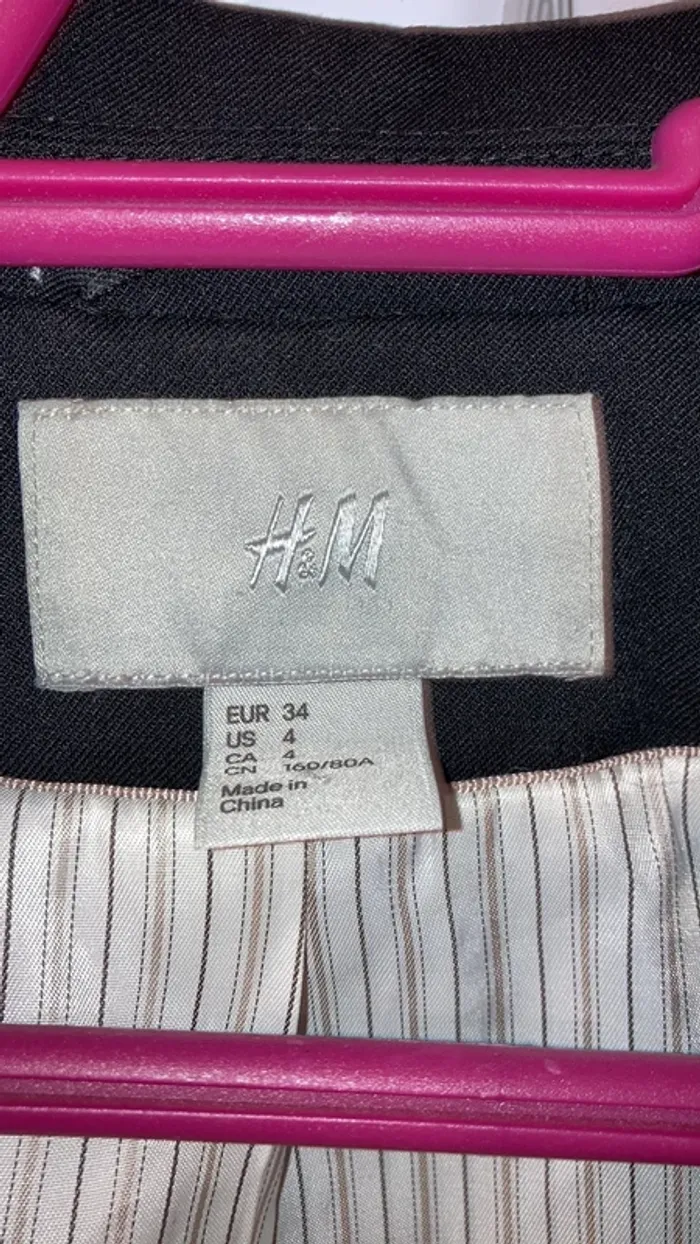 H&M
EUR 34
US 4
CA 4
CN 160/80A
Made in
China